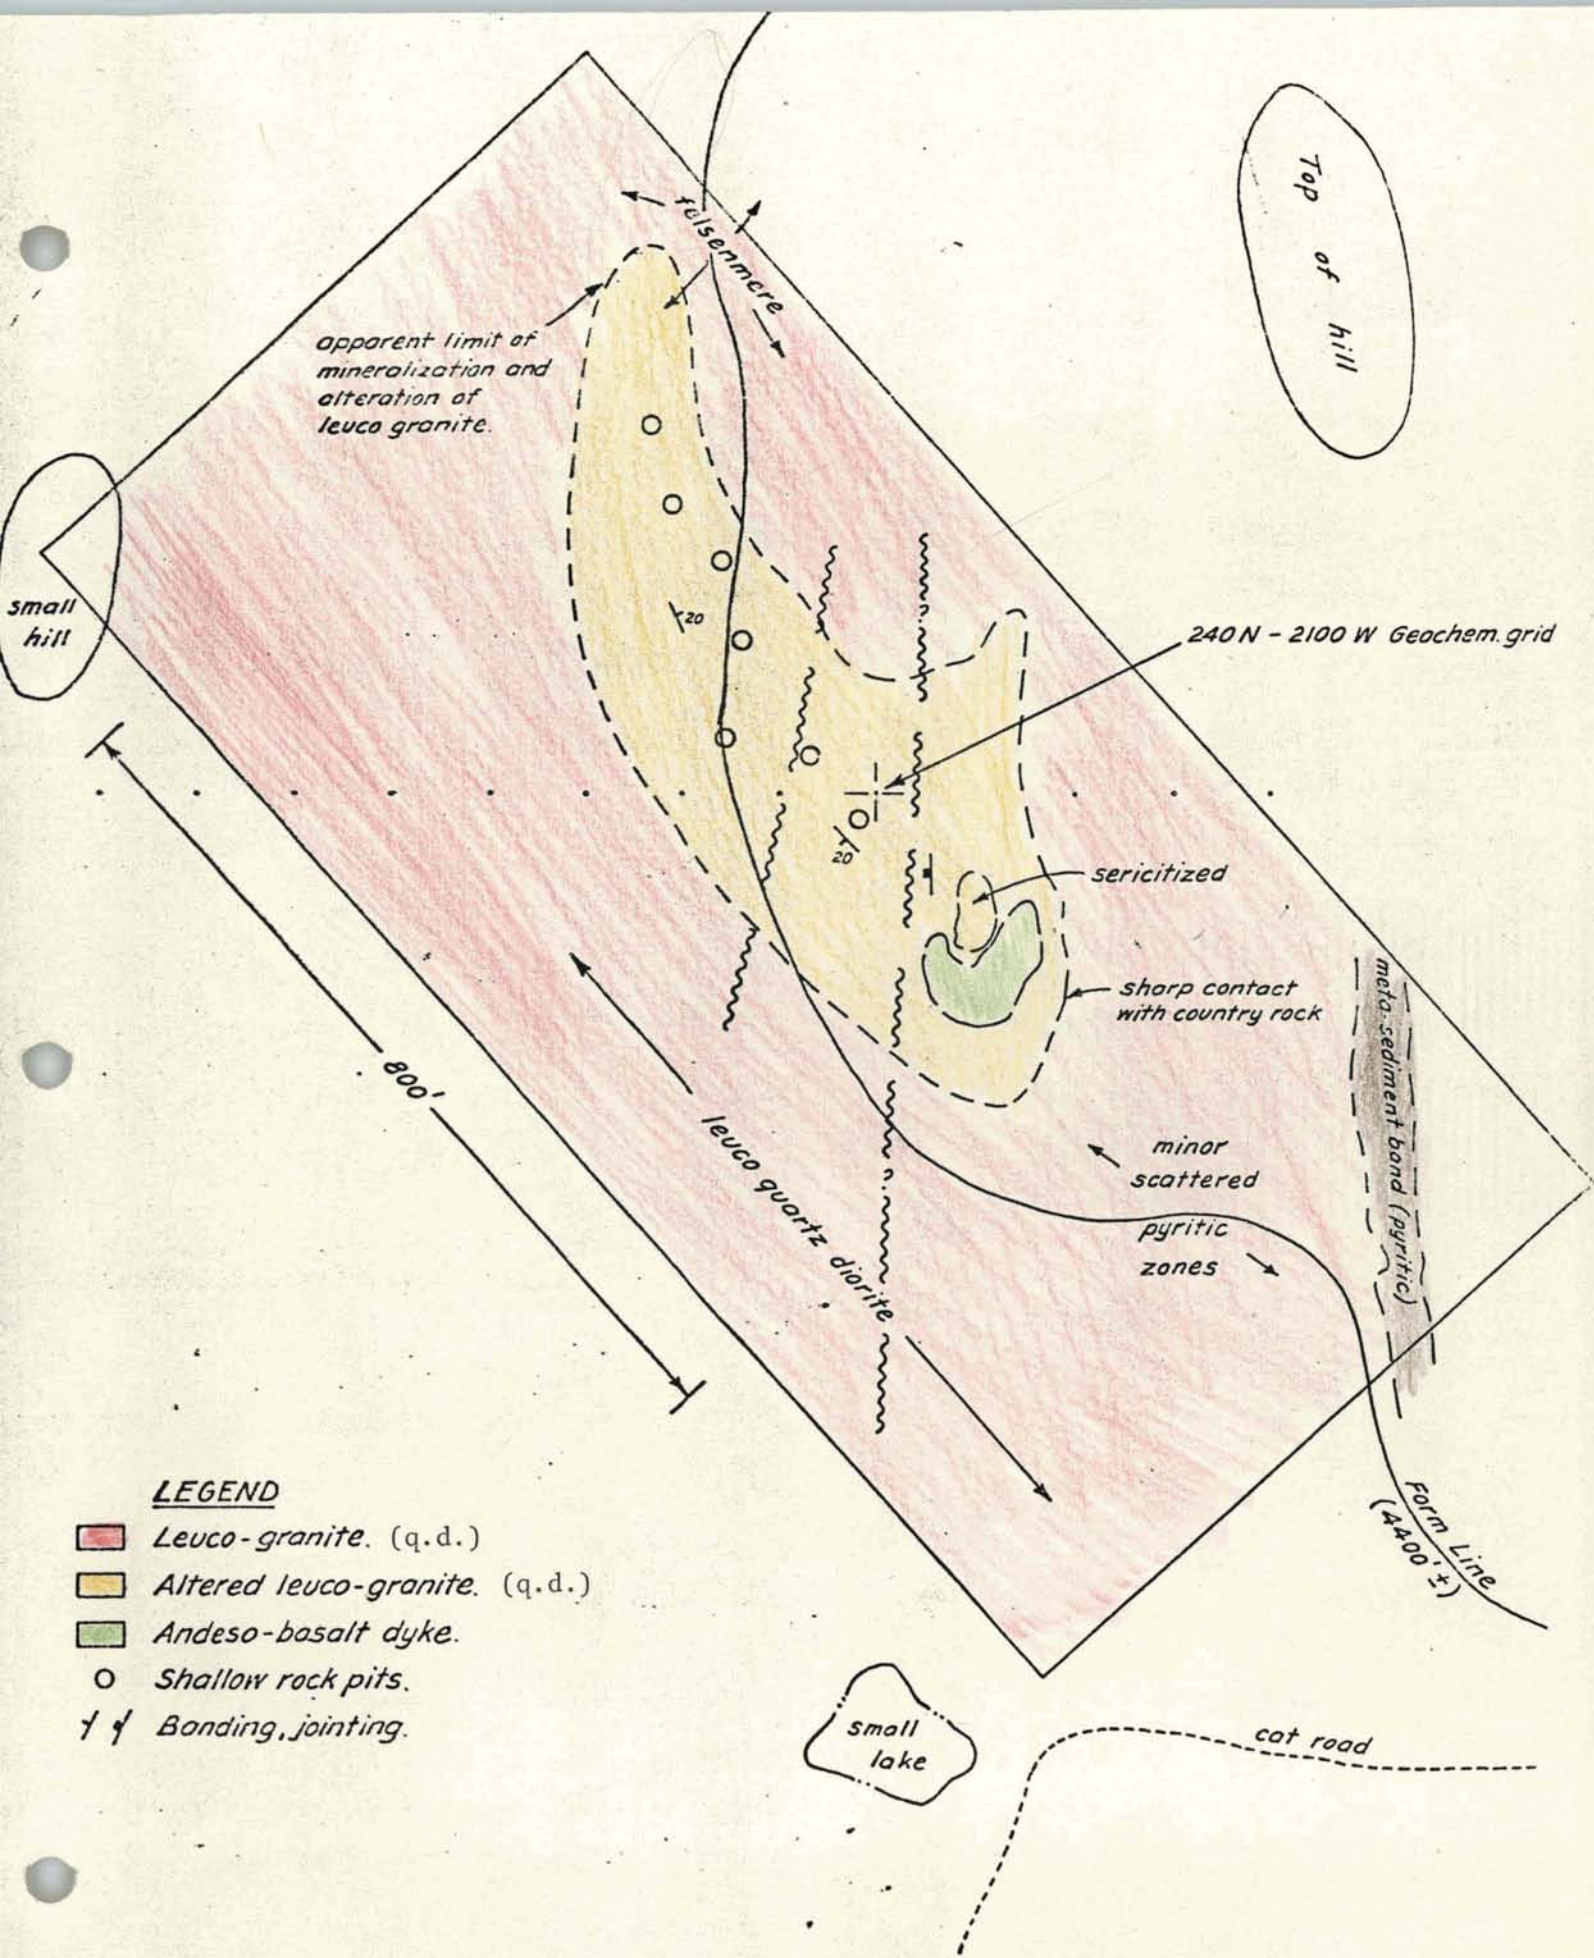 Top of hill
felsenmere
apparent limit of
mineralization and
alteration of
leuco granite.
small
hill
20
240 N - 2100 W Geochem. grid
20
sericitized
sharp contact
with country rock
meta-sediment band (pyritic)
800'
leuco quartz diorite
minor
scattered
pyritic
zones
Form Line
(4400'±)
LEGEND
Leuco-granite. (q.d.)
Altered leuco-granite. (q.d.)
Andeso-basalt dyke.
Shallow rock pits.
Banding, jointing.
small
lake
cat road